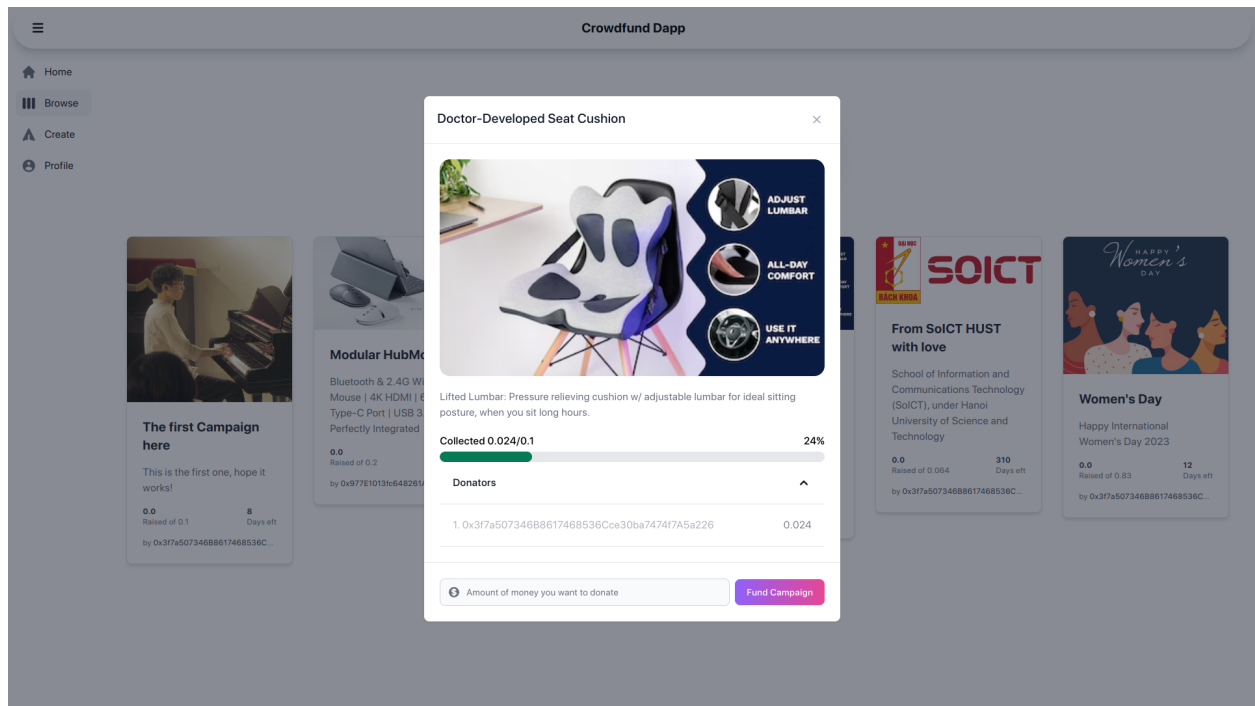 Crowdfund Dapp
Home
Browse
Create
Profile
Doctor-Developed Seat Cushion
ADJUST
LUMBAR
ALL-DAY
COMFORT
USE IT
ANYWHERE
Lifted Lumbar: Pressure relieving cushion w/ adjustable lumbar for ideal sitting
posture, when you sit long hours.
Collected 0.024/0.1
24%
Donators
1. 0x3f7a507346B8617468536Cce30ba7474f7A5a226
0.024
Amount of money you want to donate
Fund Campaign
The first Campaign
here
This is the first one, hope it
works!
0.0
8
Raised of 0.1
Days eft
by 0x3f7a507346B8617468536C...
Modular HubMo
Bluetooth & 2.4G Wi
Mouse | 4K HDMI | 6
Type-C Port | USB 3
Perfectly Integrated
0.0
Raised of 0.2
by 0x977E1013fc648261
ĐẠI HỌC
BÁCH KHOA
SOICT
From SoICT HUST
with love
School of Information and
Communications Technology
(SoICT), under Hanoi
University of Science and
Technology
0.0
310
Raised of 0.064
Days eft
by 0x3f7a507346B8617468536C...
HAPPY
Women's
DAY
Women's Day
Happy International
Women's Day 2023
0.0
12
Raised of 0.83
Days eft
by 0x3f7a507346B8617468536C...